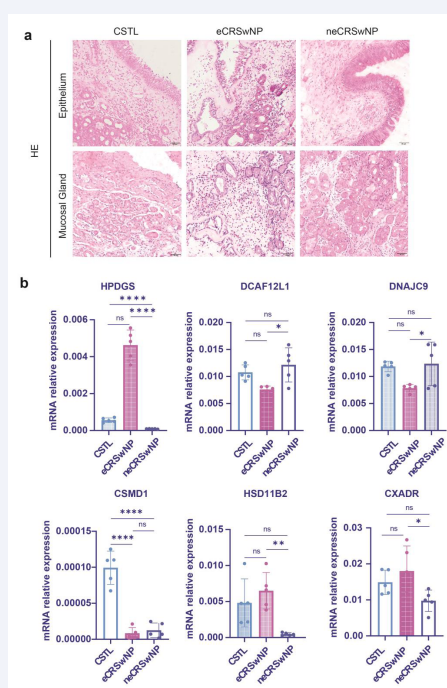 a
CSTL eCRSwNP neCRSwNP
HE
Epithelium
Mucosal Gland
b
HPDGS
mRNA relative expression
0.006
0.004
0.002
0.000
****
ns ****
CSTL
eCRSwNP
neCRSwNP
DCAF12L1
mRNA relative expression
0.020
0.015
0.010
0.005
0.000
ns
ns *
CSTL
eCRSwNP
neCRSwNP
DNAJC9
mRNA relative expression
0.020
0.015
0.010
0.005
0.000
ns
ns *
CSTL
eCRSwNP
neCRSwNP
CSMD1
mRNA relative expression
0.00015
0.00010
0.00005
0.00000
****
ns
****
CSTL
eCRSwNP
neCRSwNP
HSD11B2
mRNA relative expression
0.015
0.010
0.005
0.000
ns
ns **
CSTL
eCRSwNP
neCRSwNP
CXADR
mRNA relative expression
0.03
0.02
0.01
0.00
ns
ns *
CSTL
eCRSwNP
neCRSwNP